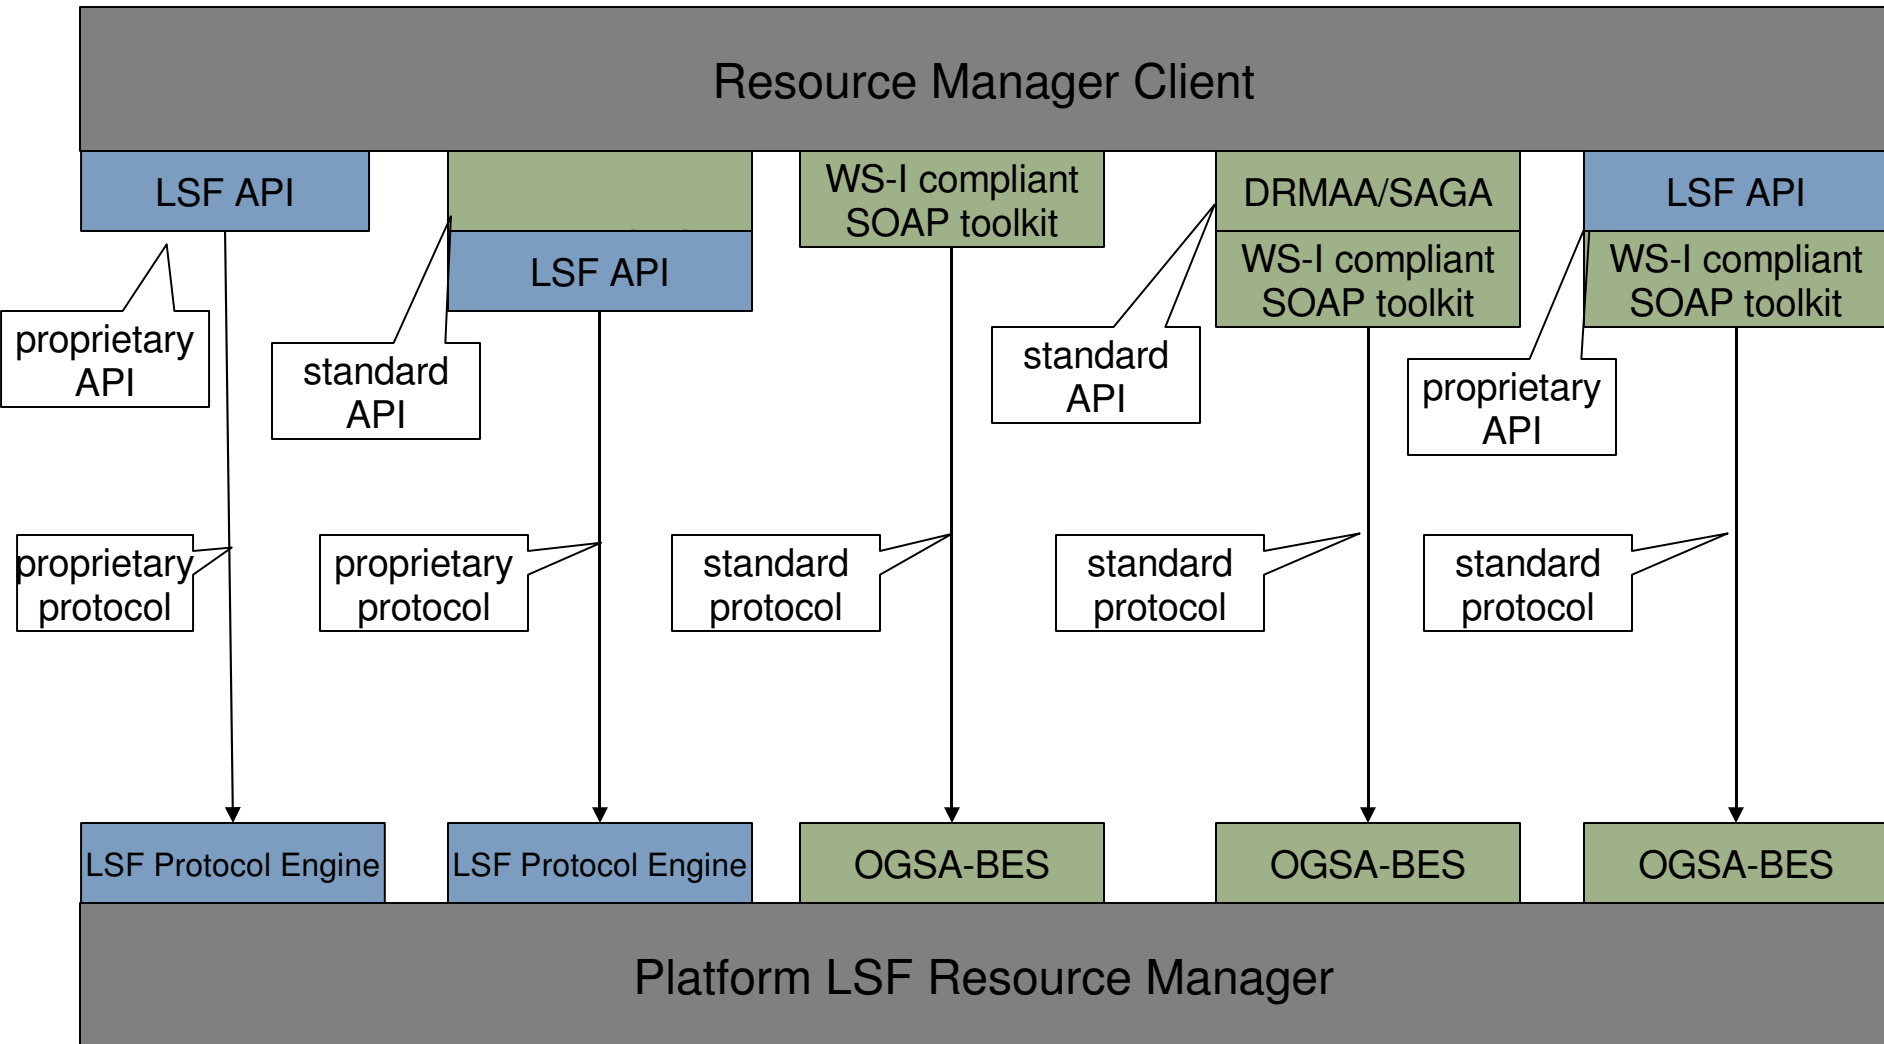 Resource Manager Client
LSF API
LSF API
WS-I compliant
SOAP toolkit
DRMAA/SAGA
WS-I compliant
SOAP toolkit
LSF API
WS-I compliant
SOAP toolkit
proprietary
API
standard
API
standard
API
proprietary
API
proprietary
protocol
proprietary
protocol
standard
protocol
standard
protocol
standard
protocol
LSF Protocol Engine
LSF Protocol Engine
OGSA-BES
OGSA-BES
OGSA-BES
Platform LSF Resource Manager